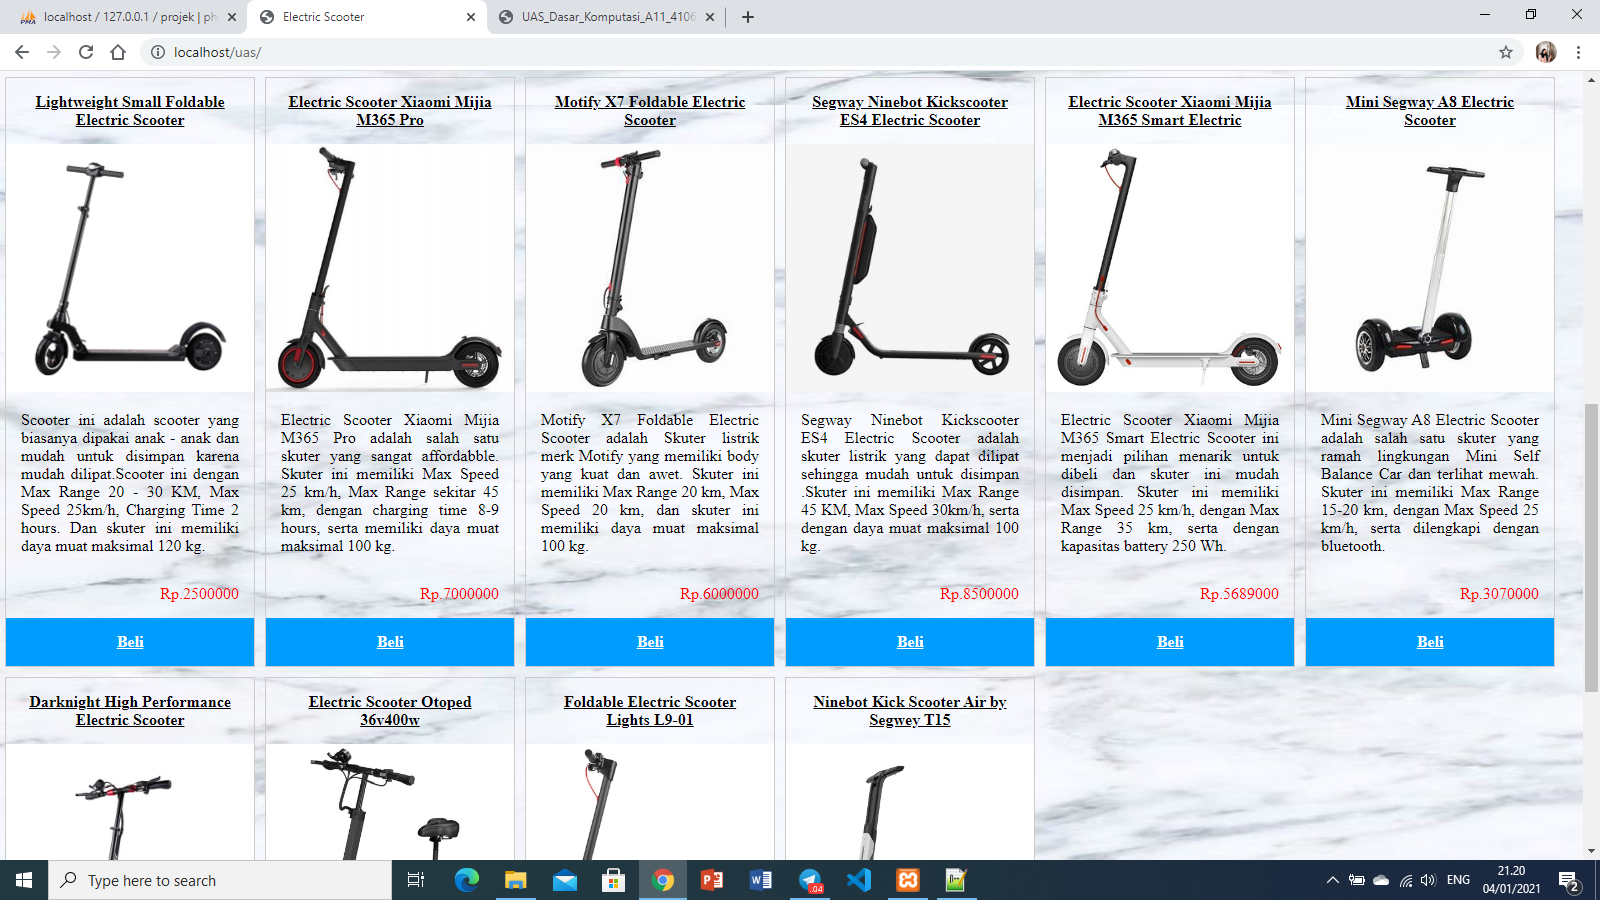 localhost / 127.0.0.1 / projek | ph
Electric Scooter
UAS_Dasar_Komputasi_A11_4106
localhost/uas/
Lightweight Small Foldable
Electric Scooter
Scooter ini adalah scooter yang
biasanya dipakai anak - anak dan
mudah untuk disimpan karena
mudah dilipat.Scooter ini dengan
Max Range 20 - 30 KM, Max
Speed 25km/h, Charging Time 2
hours. Dan skuter ini memiliki
daya muat maksimal 120 kg.
Rp.2500000
Beli
Electric Scooter Xiaomi Mijia
M365 Pro
Electric Scooter Xiaomi Mijia
M365 Pro adalah salah satu
skuter yang sangat affordabble.
Skuter ini memiliki Max Speed
25 km/h, Max Range sekitar 45
km, dengan charging time 8-9
hours, serta memiliki daya muat
maksimal 100 kg.
Rp.7000000
Beli
Motify X7 Foldable Electric
Scooter
Motify X7 Foldable Electric
Scooter adalah Skuter listrik
merk Motify yang memiliki body
yang kuat dan awet. Skuter ini
memiliki Max Range 20 km, Max
Speed 20 km, dan skuter ini
memiliki daya muat maksimal
100 kg.
Rp.6000000
Beli
Segway Ninebot Kickscooter
ES4 Electric Scooter
Segway Ninebot Kickscooter
ES4 Electric Scooter adalah
skuter listrik yang dapat dilipat
sehingga mudah untuk disimpan
.Skuter ini memiliki Max Range
45 KM, Max Speed 30km/h, serta
dengan daya muat maksimal 100
kg.
Rp.8500000
Beli
Electric Scooter Xiaomi Mijia
M365 Smart Electric
Electric Scooter Xiaomi Mijia
M365 Smart Electric Scooter ini
menjadi pilihan menarik untuk
dibeli dan skuter ini mudah
disimpan. Skuter ini memiliki
Max Speed 25 km/h, dengan Max
Range 35 km, serta dengan
kapasitas battery 250 Wh.
Rp.5689000
Beli
Mini Segway A8 Electric
Scooter
Mini Segway A8 Electric Scooter
adalah salah satu skuter yang
ramah lingkungan Mini Self
Balance Car dan terlihat mewah.
Skuter ini memiliki Max Range
15-20 km, dengan Max Speed 25
km/h, serta dilengkapi dengan
bluetooth.
Rp.3070000
Beli
Darknight High Performance
Electric Scooter
Electric Scooter Otoped
36v400w
Foldable Electric Scooter
Lights L9-01
Ninebot Kick Scooter Air by
Segwey T15
Type here to search
.04
ENG
21.20
04/01/2021
2